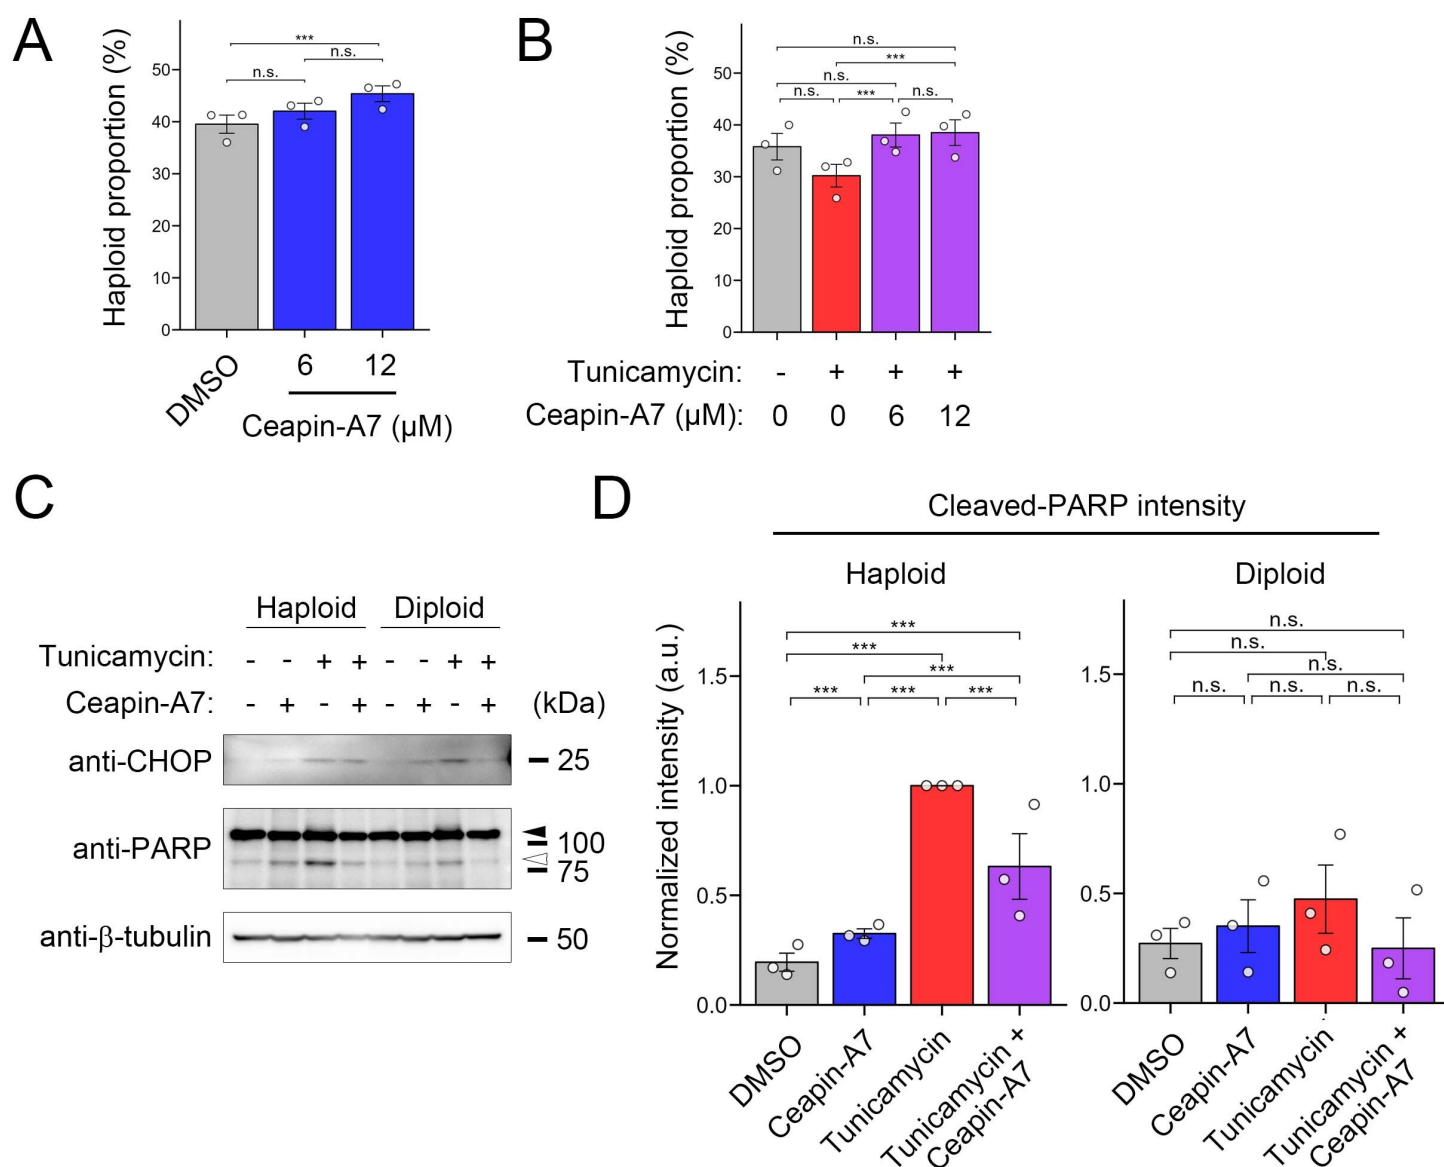 A
Haploid proportion (%)
50
40
30
20
10
0
***
n.s.
n.s.
DMSO
6
12
Ceapin-A7 (μM)
B
Haploid proportion (%)
50
40
30
20
10
0
n.s.
***
n.s.
n.s.
***
n.s.
Tunicamycin: - + + +
Ceapin-A7 (μM): 0 0 6 12
C
Haploid Diploid
Tunicamycin: - - + + - - + +
Ceapin-A7: - + - + - + - + (kDa)
anti-CHOP 25
anti-PARP 100
75
anti-β-tubulin 50
D
Cleaved-PARP intensity
Haploid
Normalized intensity (a.u.)
1.5
1.0
0.5
0.0
***
***
***
***
***
***
DMSO
Ceapin-A7
Tunicamycin
Tunicamycin +
Ceapin-A7
Diploid
1.5
1.0
0.5
0.0
n.s.
n.s.
n.s.
n.s.
n.s.
n.s.
DMSO
Ceapin-A7
Tunicamycin
Tunicamycin +
Ceapin-A7